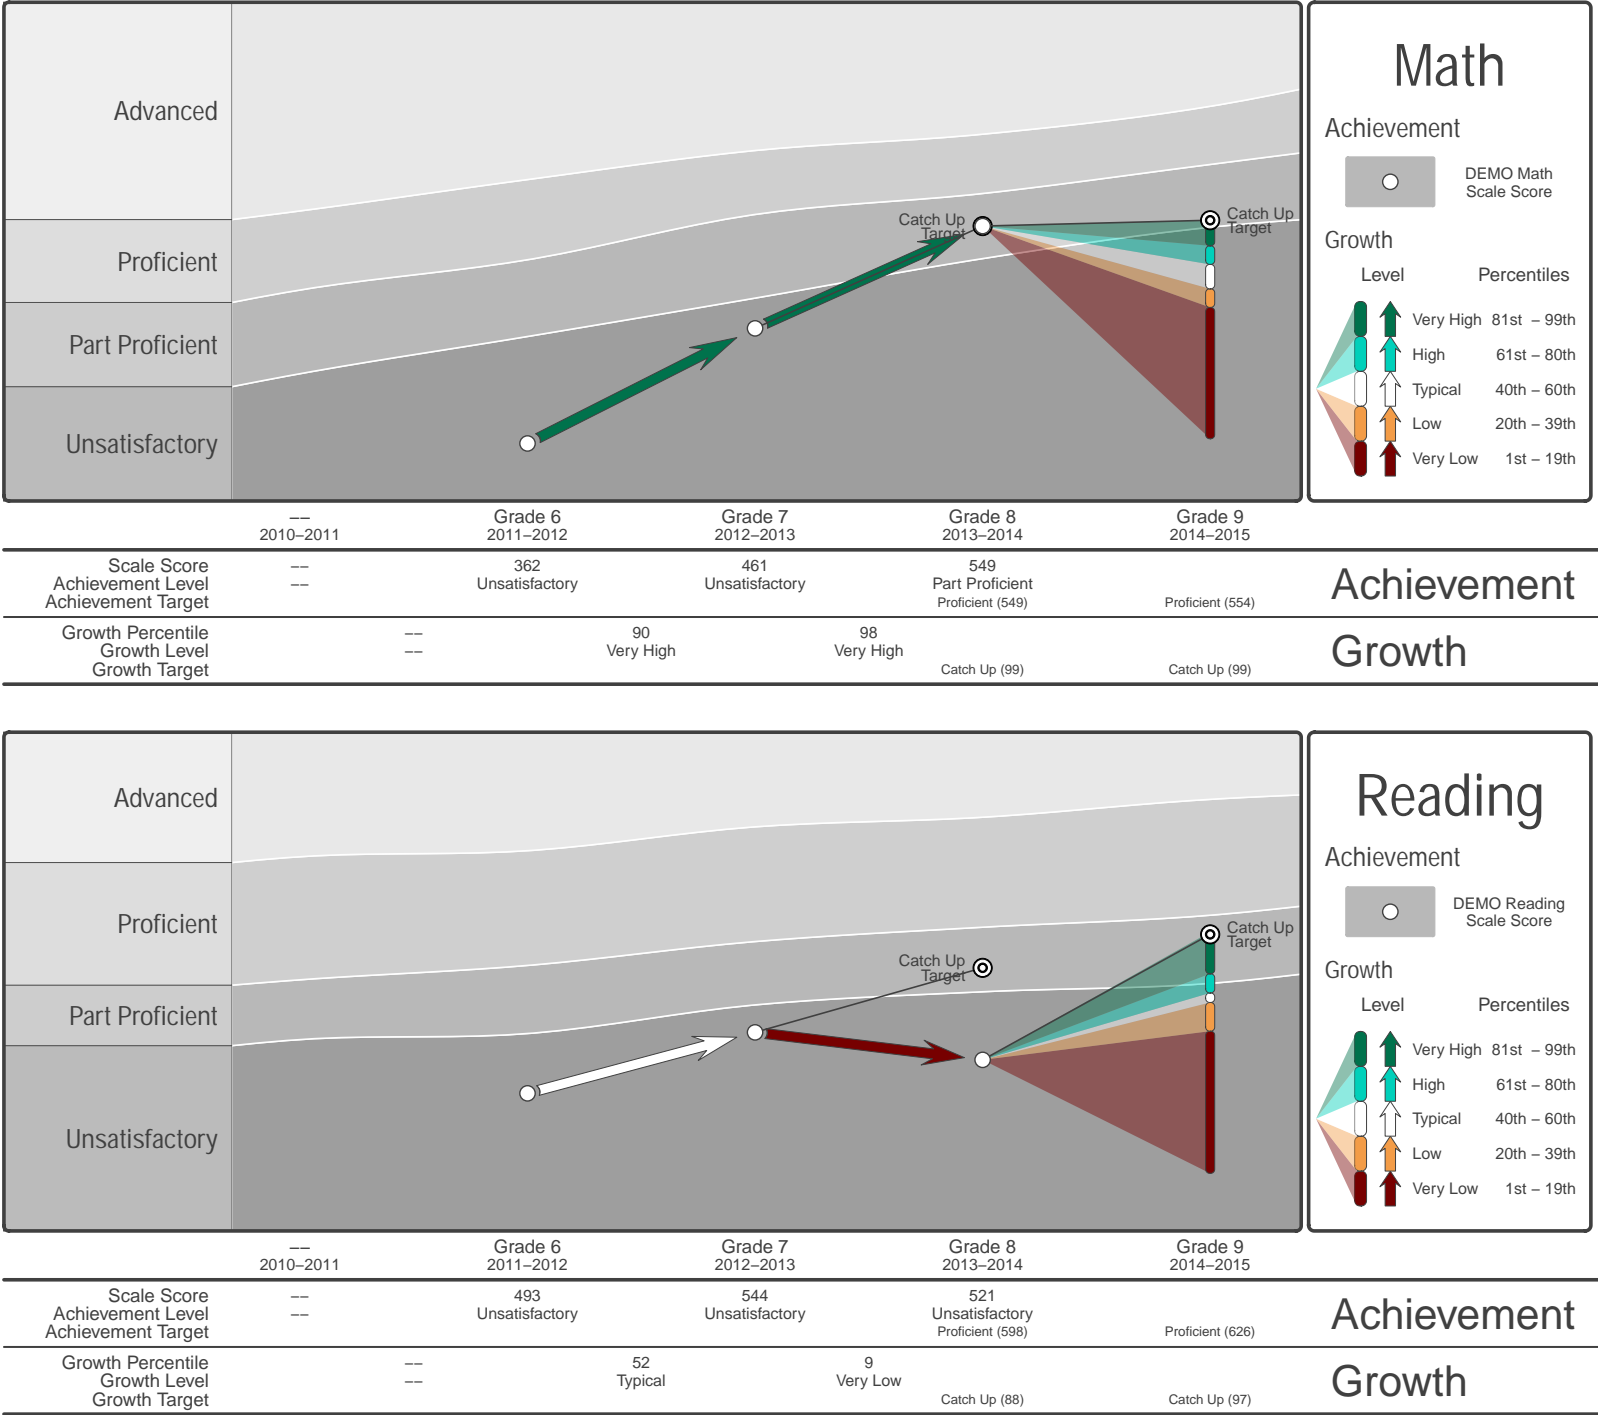 Advanced
Proficient
Part Proficient
Unsatisfactory
Catch Up
Target
Catch Up
Target
Math
Achievement
DEMO Math
Scale Score
Growth
Level Percentiles
Very High 81st – 99th
High 61st – 80th
Typical 40th – 60th
Low 20th – 39th
Very Low 1st – 19th
–– Grade 6 Grade 7 Grade 8 Grade 9
2010–2011 2011–2012 2012–2013 2013–2014 2014–2015
Scale Score –– 362 461 549
Achievement Level –– Unsatisfactory Unsatisfactory Part Proficient
Achievement Target Proficient (549) Proficient (554)
Achievement
Growth Percentile –– 90 98
Growth Level –– Very High Very High
Growth Target Catch Up (99) Catch Up (99)
Growth
Advanced
Proficient
Part Proficient
Unsatisfactory
Catch Up
Target
Catch Up
Target
Reading
Achievement
DEMO Reading
Scale Score
Growth
Level Percentiles
Very High 81st – 99th
High 61st – 80th
Typical 40th – 60th
Low 20th – 39th
Very Low 1st – 19th
–– Grade 6 Grade 7 Grade 8 Grade 9
2010–2011 2011–2012 2012–2013 2013–2014 2014–2015
Scale Score –– 493 544 521
Achievement Level –– Unsatisfactory Unsatisfactory Unsatisfactory
Achievement Target Proficient (598) Proficient (626)
Achievement
Growth Percentile –– 52 9
Growth Level –– Typical Very Low
Growth Target Catch Up (88) Catch Up (97)
Growth